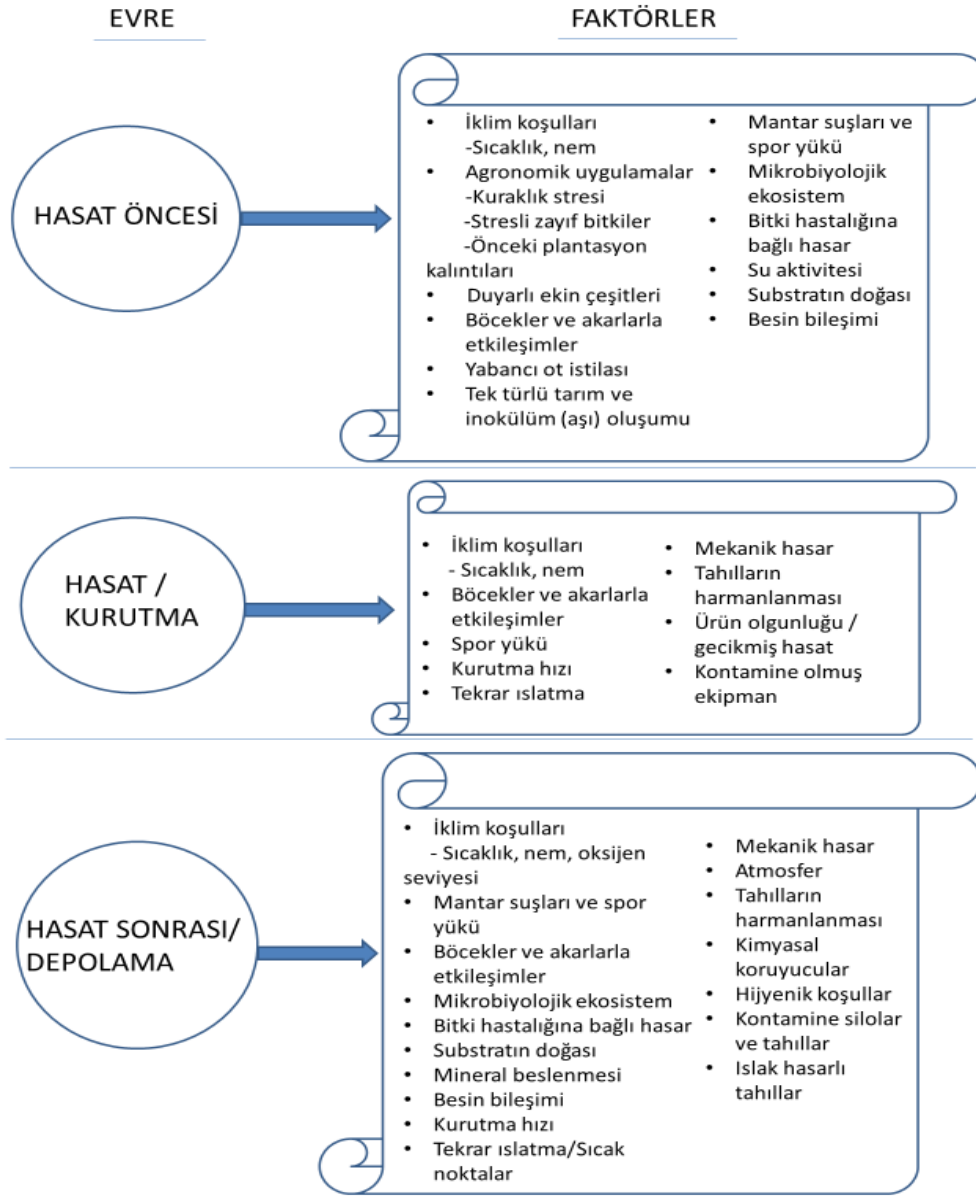 EVRE
FAKTÖRLER
HASAT ÖNCESİ
• İklim koşulları
-Sıcaklık, nem
• Agronomik uygulamalar
-Kuraklık stresi
-Stresli zayıf bitkiler
-Önceki plantasyon
kalıntıları
• Duyarlı ekin çeşitleri
• Böcekler ve akarlarla
etkileşimler
• Yabancı ot istilası
• Tek türlü tarım ve
inokülüm (aşı) oluşumu
• Mantar suşları ve
spor yükü
• Mikrobiyolojik
ekosistem
• Bitki hastalığına
bağlı hasar
• Su aktivitesi
• Substratın doğası
• Besin bileşimi
HASAT /
KURUTMA
• İklim koşulları
- Sıcaklık, nem
• Böcekler ve akarlarla
etkileşimler
• Spor yükü
• Kurutma hızı
• Tekrar ıslatma
• Mekanik hasar
• Tahılların
harmanlanması
• Ürün olgunluğu /
gecikmiş hasat
• Kontamine olmuş
ekipman
HASAT SONRASI/
DEPOLAMA
• İklim koşulları
- Sıcaklık, nem, oksijen
seviyesi
• Mantar suşları ve spor
yükü
• Böcekler ve akarlarla
etkileşimler
• Mikrobiyolojik ekosistem
• Bitki hastalığına bağlı hasar
• Substratın doğası
• Mineral beslenmesi
• Besin bileşimi
• Kurutma hızı
• Tekrar ıslatma/Sıcak
noktalar
• Mekanik hasar
• Atmosfer
• Tahılların
harmanlanması
• Kimyasal
koruyucular
• Hijyenik koşullar
• Kontamine silolar
ve tahıllar
• Islak hasarlı
tahıllar